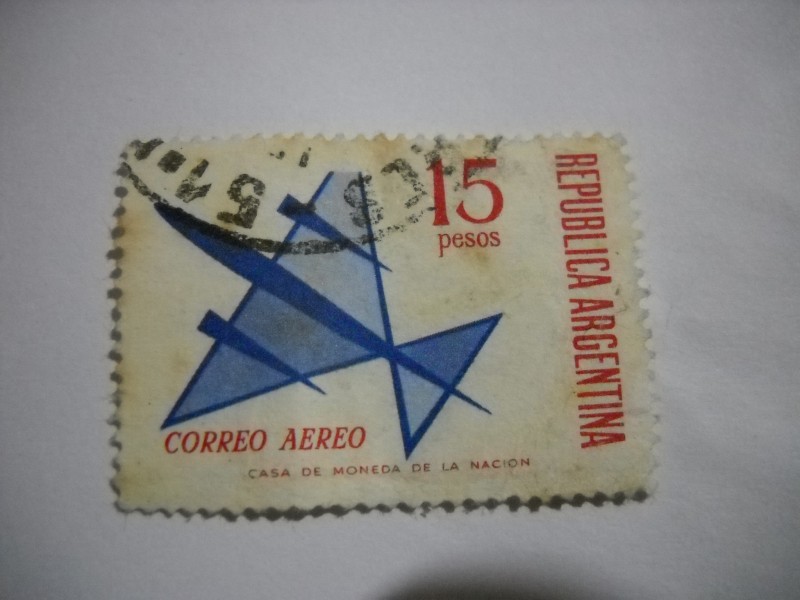 15
pesos
REPUBLICA ARGENTINA
CORREO AEREO
CASA DE MONEDA DE LA NACION